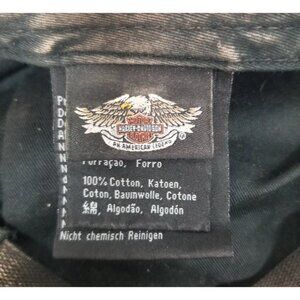 HARLEY-DAVIDSON
AN AMERICAN LEGEND
®
Forração, Forro
100% Cotton, Katoen,
Coton, Baumwolle, Cotone
綿, Algodão, Algodón
Nicht chemisch Reinigen